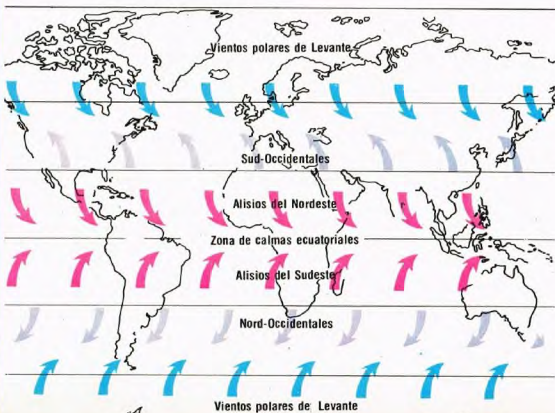 Vientos polares de Levante
Sud-Occidentales
Alisios del Nordeste
Zona de calmas ecuatoriales
Alisios del Sudeste
Nord-Occidentales
Vientos polares de Levante